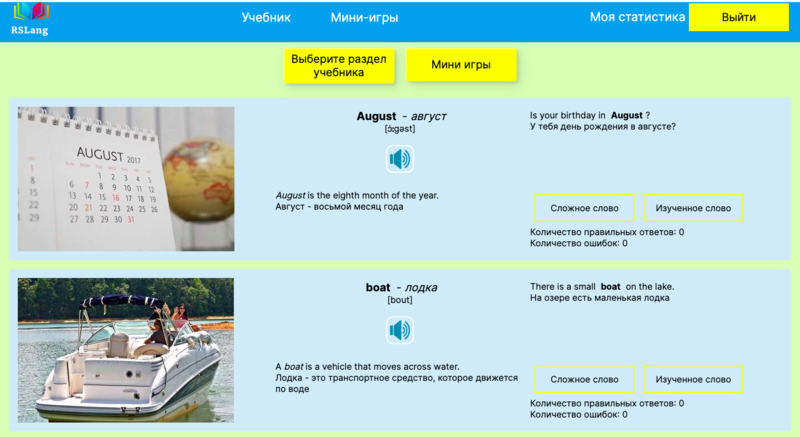 RSLang
Учебник
Мини-игры
Моя статистика
Выйти
Выберите раздел
учебника
Мини игры
AUGUST 2017
1 2 3 4 5
6 7 8 9 10 11 12
13 14 15 16 17 18 19
20 21 22 23 24 25 26
27 28 29 30 31
August - август
[ɔ́ːgəst]
August is the eighth month of the year.
Август - восьмой месяц года
Is your birthday in August ?
У тебя день рождения в августе?
Сложное слово
Изученное слово
Количество правильных ответов: 0
Количество ошибок: 0
boat - лодка
[bout]
A boat is a vehicle that moves across water.
Лодка - это транспортное средство, которое движется
по воде
There is a small boat on the lake.
На озере есть маленькая лодка
Сложное слово
Изученное слово
Количество правильных ответов: 0
Количество ошибок: 0